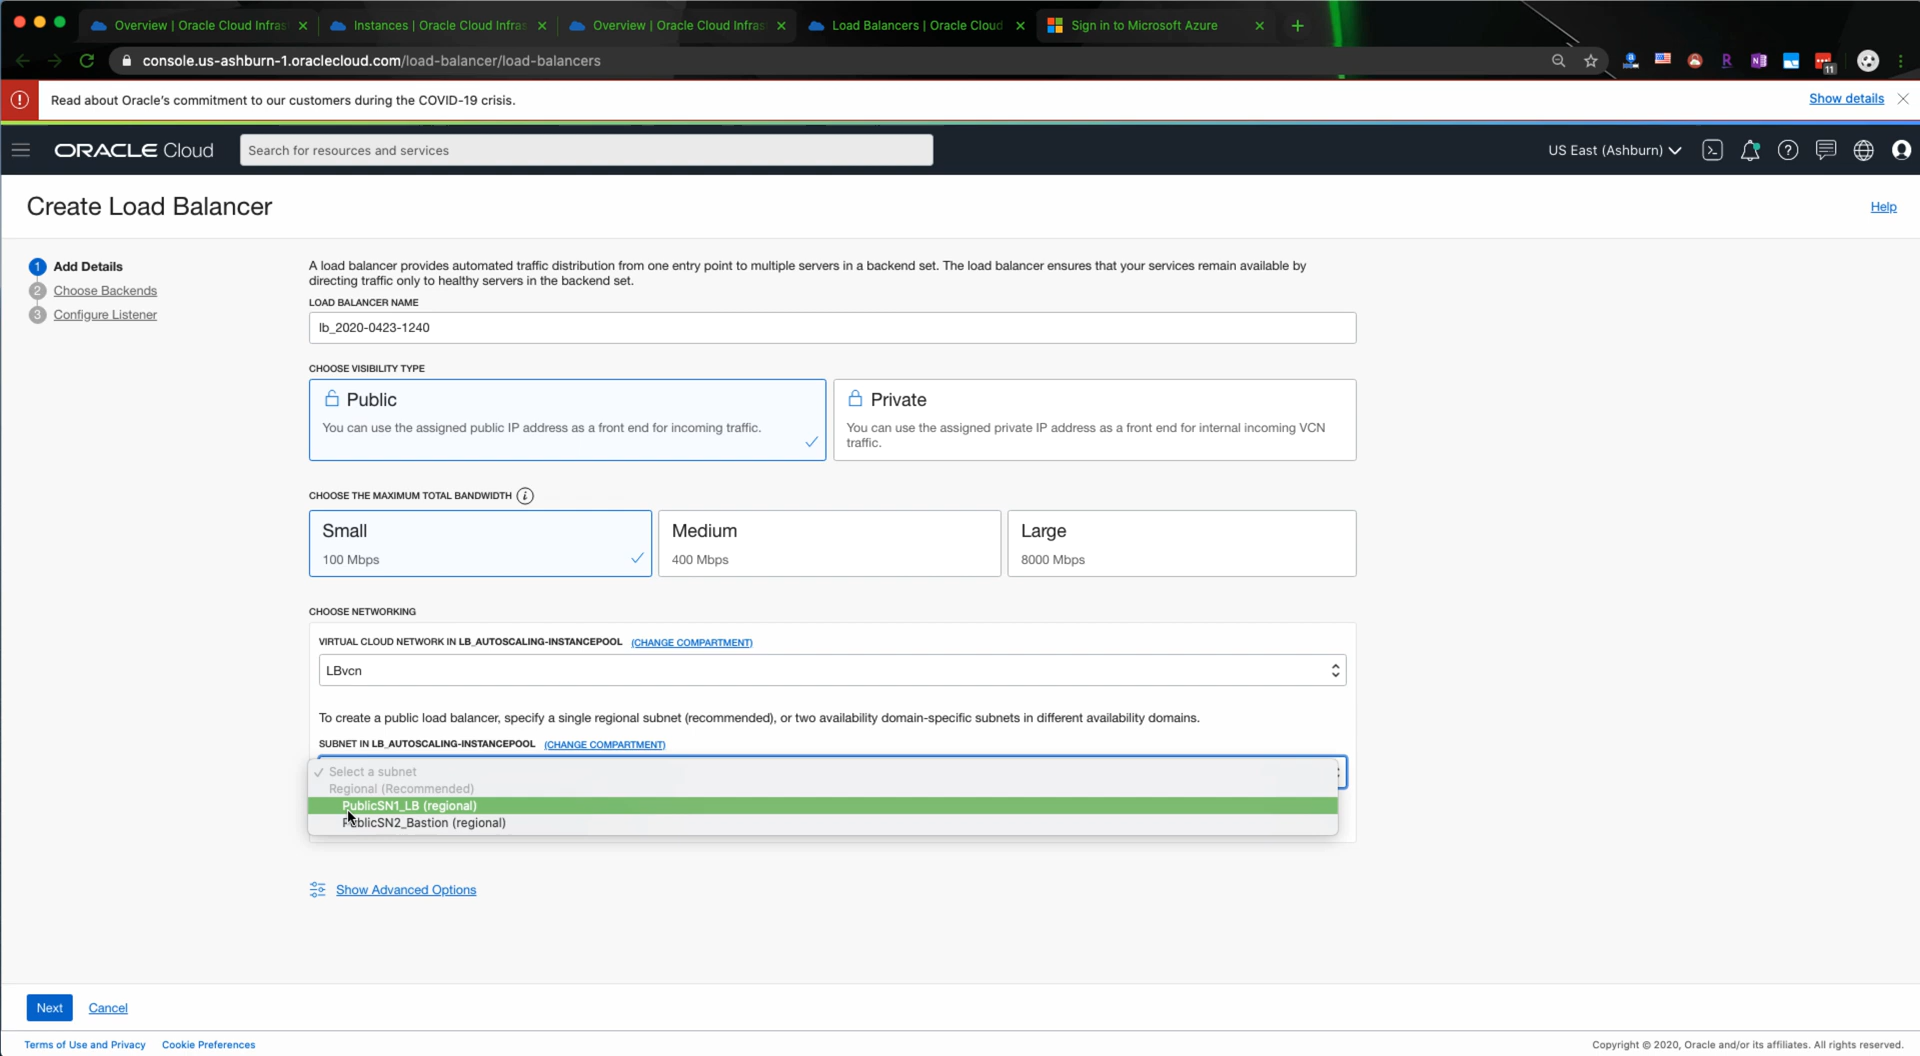 Overview | Oracle Cloud Infras
Instances | Oracle Cloud Infras
Overview | Oracle Cloud Infras
Load Balancers | Oracle Cloud
Sign in to Microsoft Azure
console.us-ashburn-1.oraclecloud.com/load-balancer/load-balancers
11
Read about Oracle's commitment to our customers during the COVID-19 crisis.
Show details
ORACLE Cloud
Search for resources and services
US East (Ashburn)
Create Load Balancer
Help
1 Add Details
2 Choose Backends
3 Configure Listener
A load balancer provides automated traffic distribution from one entry point to multiple servers in a backend set. The load balancer ensures that your services remain available by
directing traffic only to healthy servers in the backend set.
LOAD BALANCER NAME
lb_2020-0423-1240
CHOOSE VISIBILITY TYPE
Public
You can use the assigned public IP address as a front end for incoming traffic.
Private
You can use the assigned private IP address as a front end for internal incoming VCN
traffic.
CHOOSE THE MAXIMUM TOTAL BANDWIDTH i
Small
100 Mbps
Medium
400 Mbps
Large
8000 Mbps
CHOOSE NETWORKING
VIRTUAL CLOUD NETWORK IN LB_AUTOSCALING-INSTANCEPOOL (CHANGE COMPARTMENT)
LBvcn
To create a public load balancer, specify a single regional subnet (recommended), or two availability domain-specific subnets in different availability domains.
SUBNET IN LB_AUTOSCALING-INSTANCEPOOL (CHANGE COMPARTMENT)
✓ Select a subnet
Regional (Recommended)
PublicSN1_LB (regional)
PublicSN2_Bastion (regional)
Show Advanced Options
Next
Cancel
Terms of Use and Privacy
Cookie Preferences
Copyright © 2020, Oracle and/or its affiliates. All rights reserved.